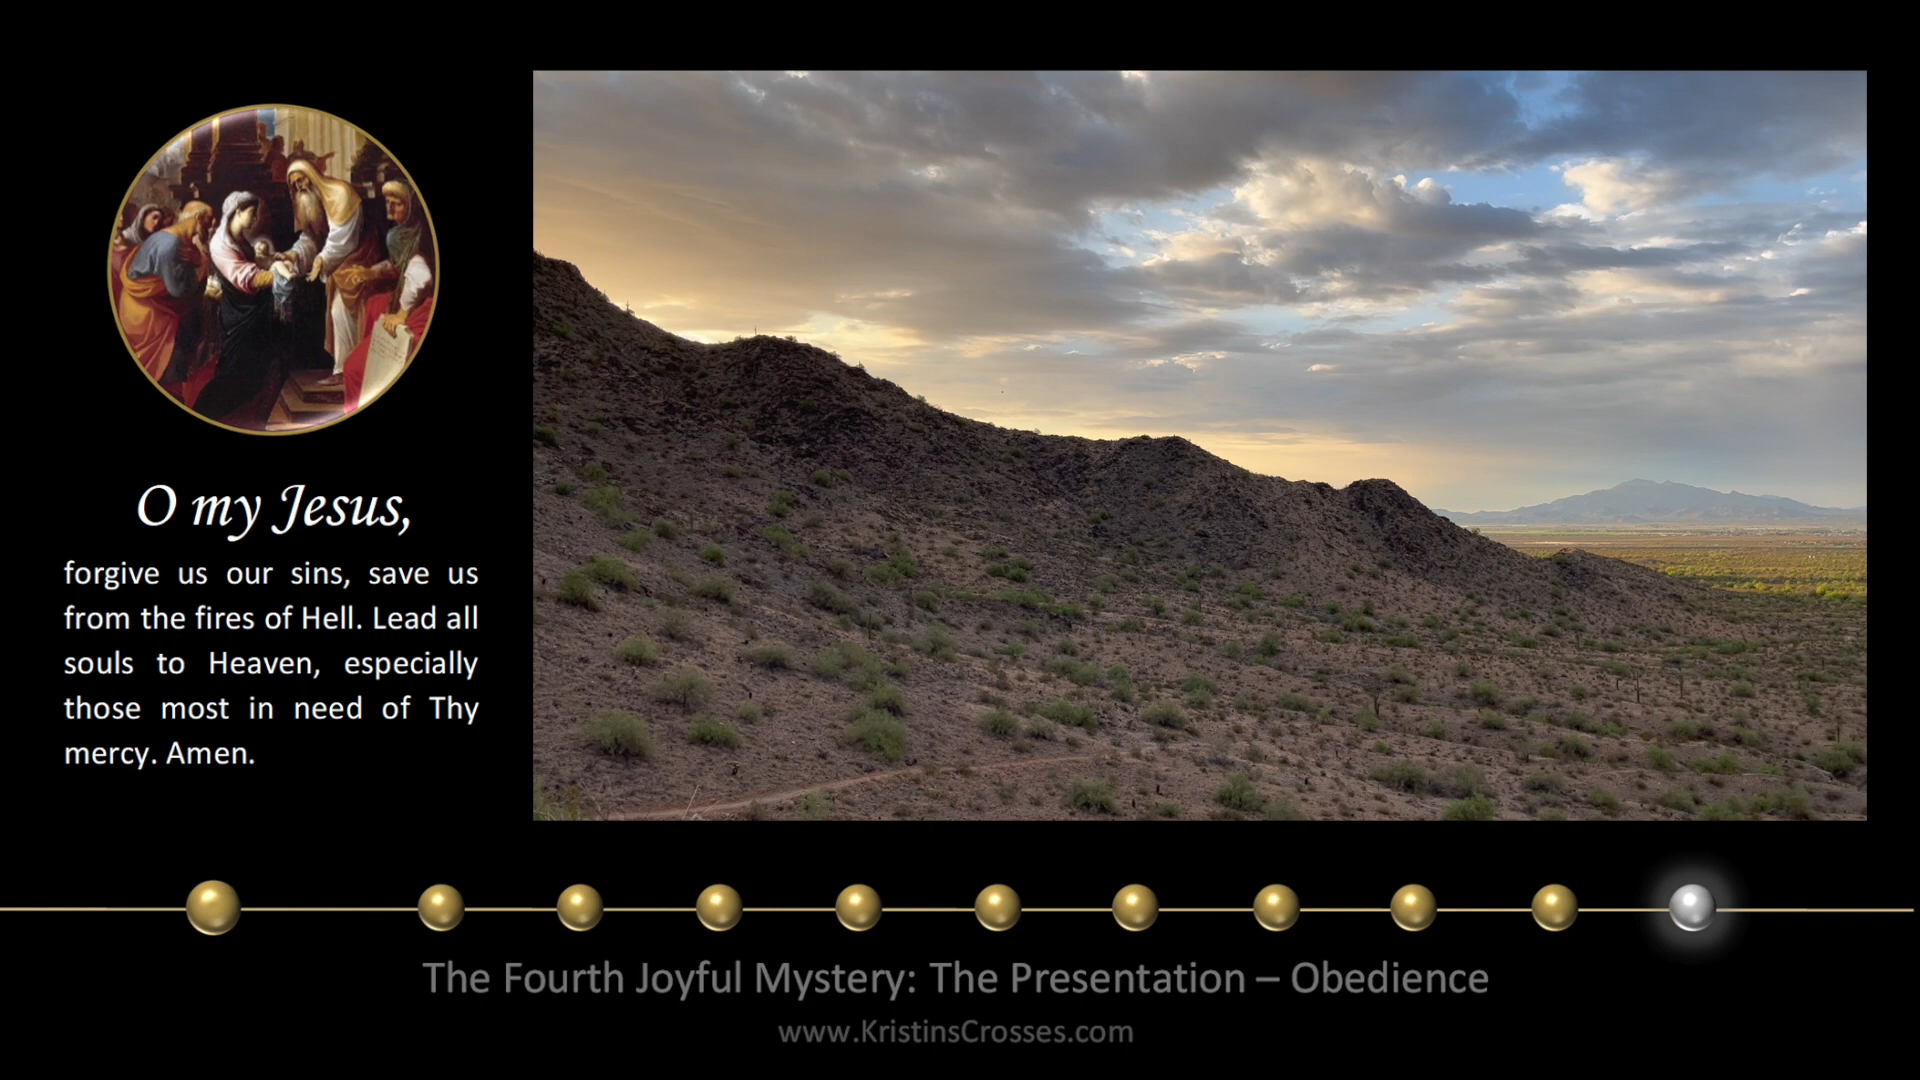 O my Jesus,
forgive us our sins, save us
from the fires of Hell. Lead all
souls to Heaven, especially
those most in need of Thy
mercy. Amen.
The Fourth Joyful Mystery: The Presentation – Obedience
www.KristinsCrosses.com